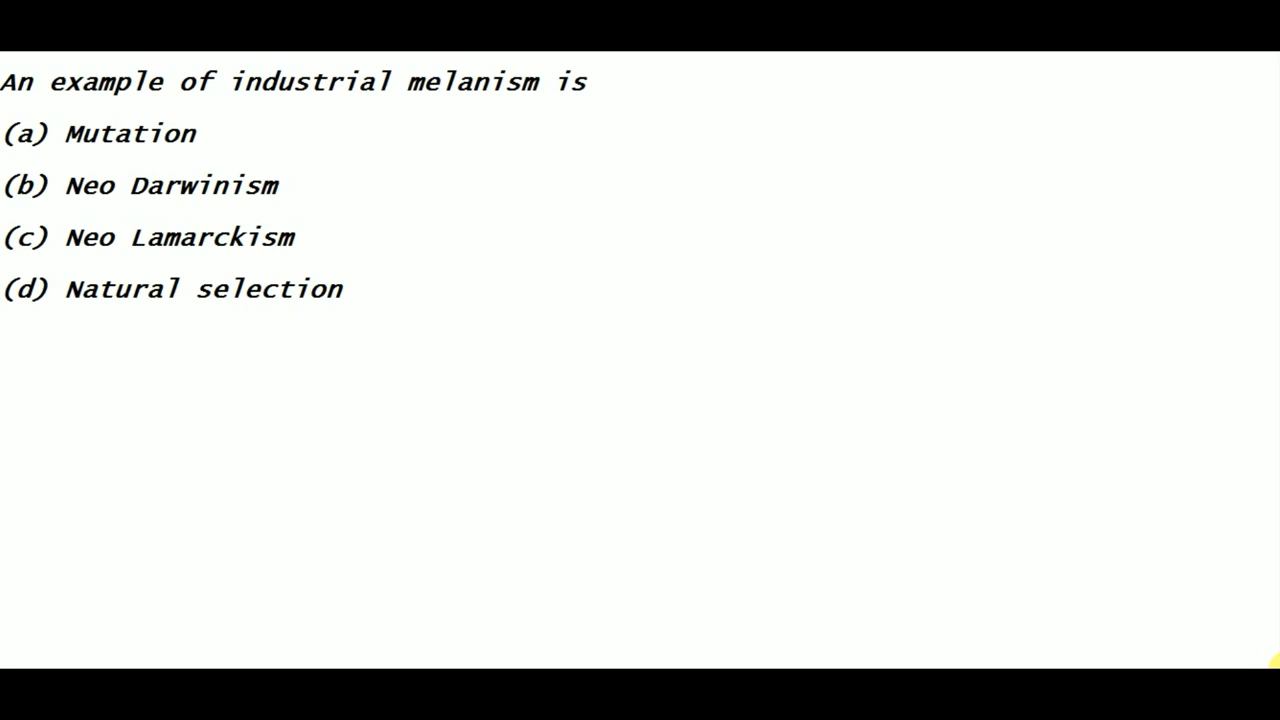 An example of industrial melanism is
(a) Mutation
(b) Neo Darwinism
(c) Neo Lamarckism
(d) Natural selection